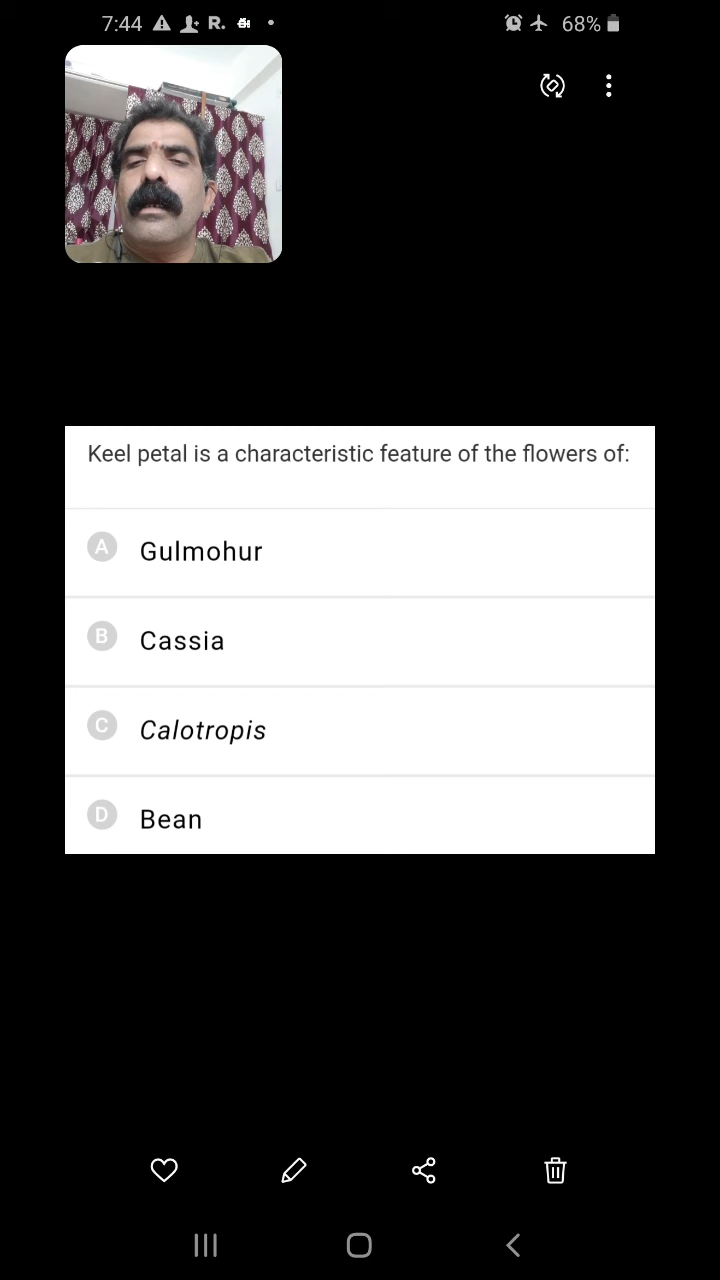 7:44 R. 68%
Keel petal is a characteristic feature of the flowers of:
A Gulmohur
B Cassia
C Calotropis
D Bean